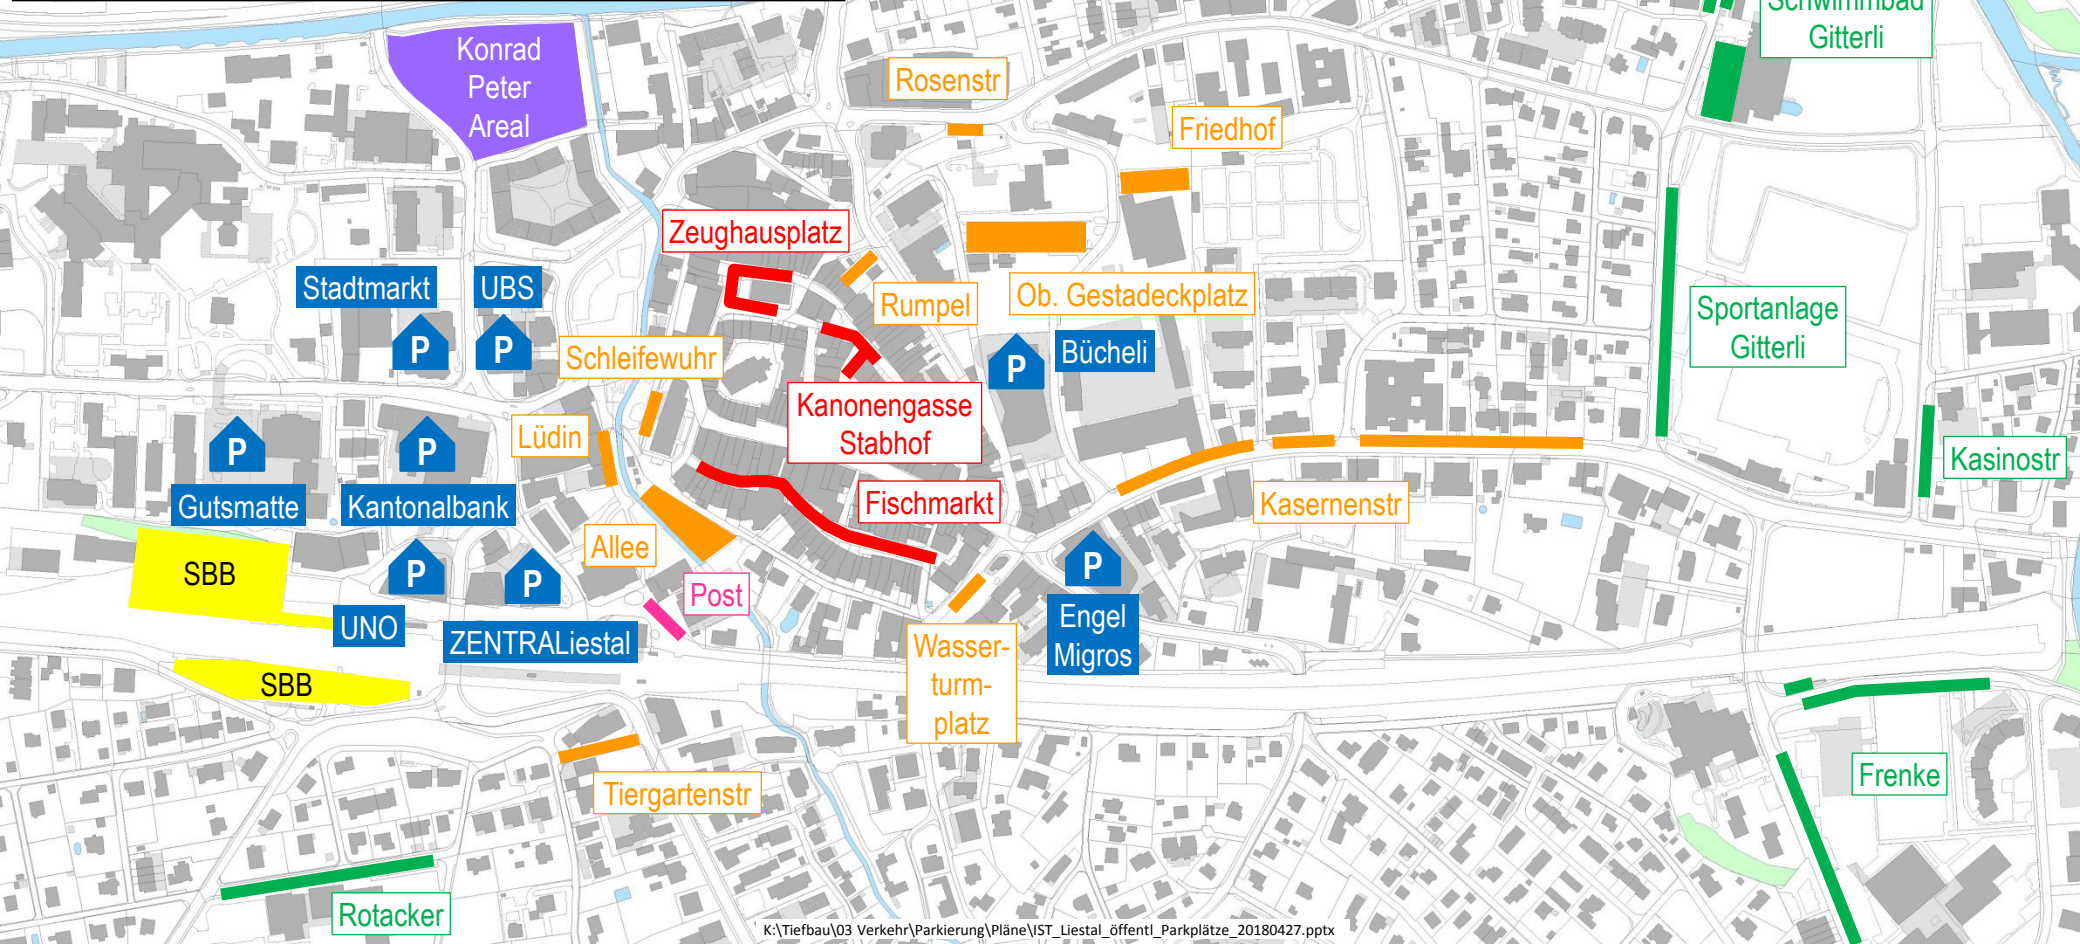 Schwimmbad
Gitterli
Konrad
Peter
Areal
Rosenstr
Friedhof
Zeughausplatz
Stadtmarkt
UBS
Rumpel
Ob. Gestadeckplatz
Sportanlage
Gitterli
P
P
Schleifewuhr
P
Bücheli
Kanonengasse
Stabhof
Lüdin
P
P
Kasinostr
Gutsmatte
Kantonalbank
Fischmarkt
Kasernenstr
Allee
SBB
P
P
Post
P
UNO
ZENTRALiestal
Engel
Migros
Wasser-
turm-
platz
SBB
Tiergartenstr
Frenke
Rotacker
K:\Tiefbau\03 Verkehr\Parkierung\Pläne\IST_Liestal_öffentl_Parkplätze_20180427.pptx